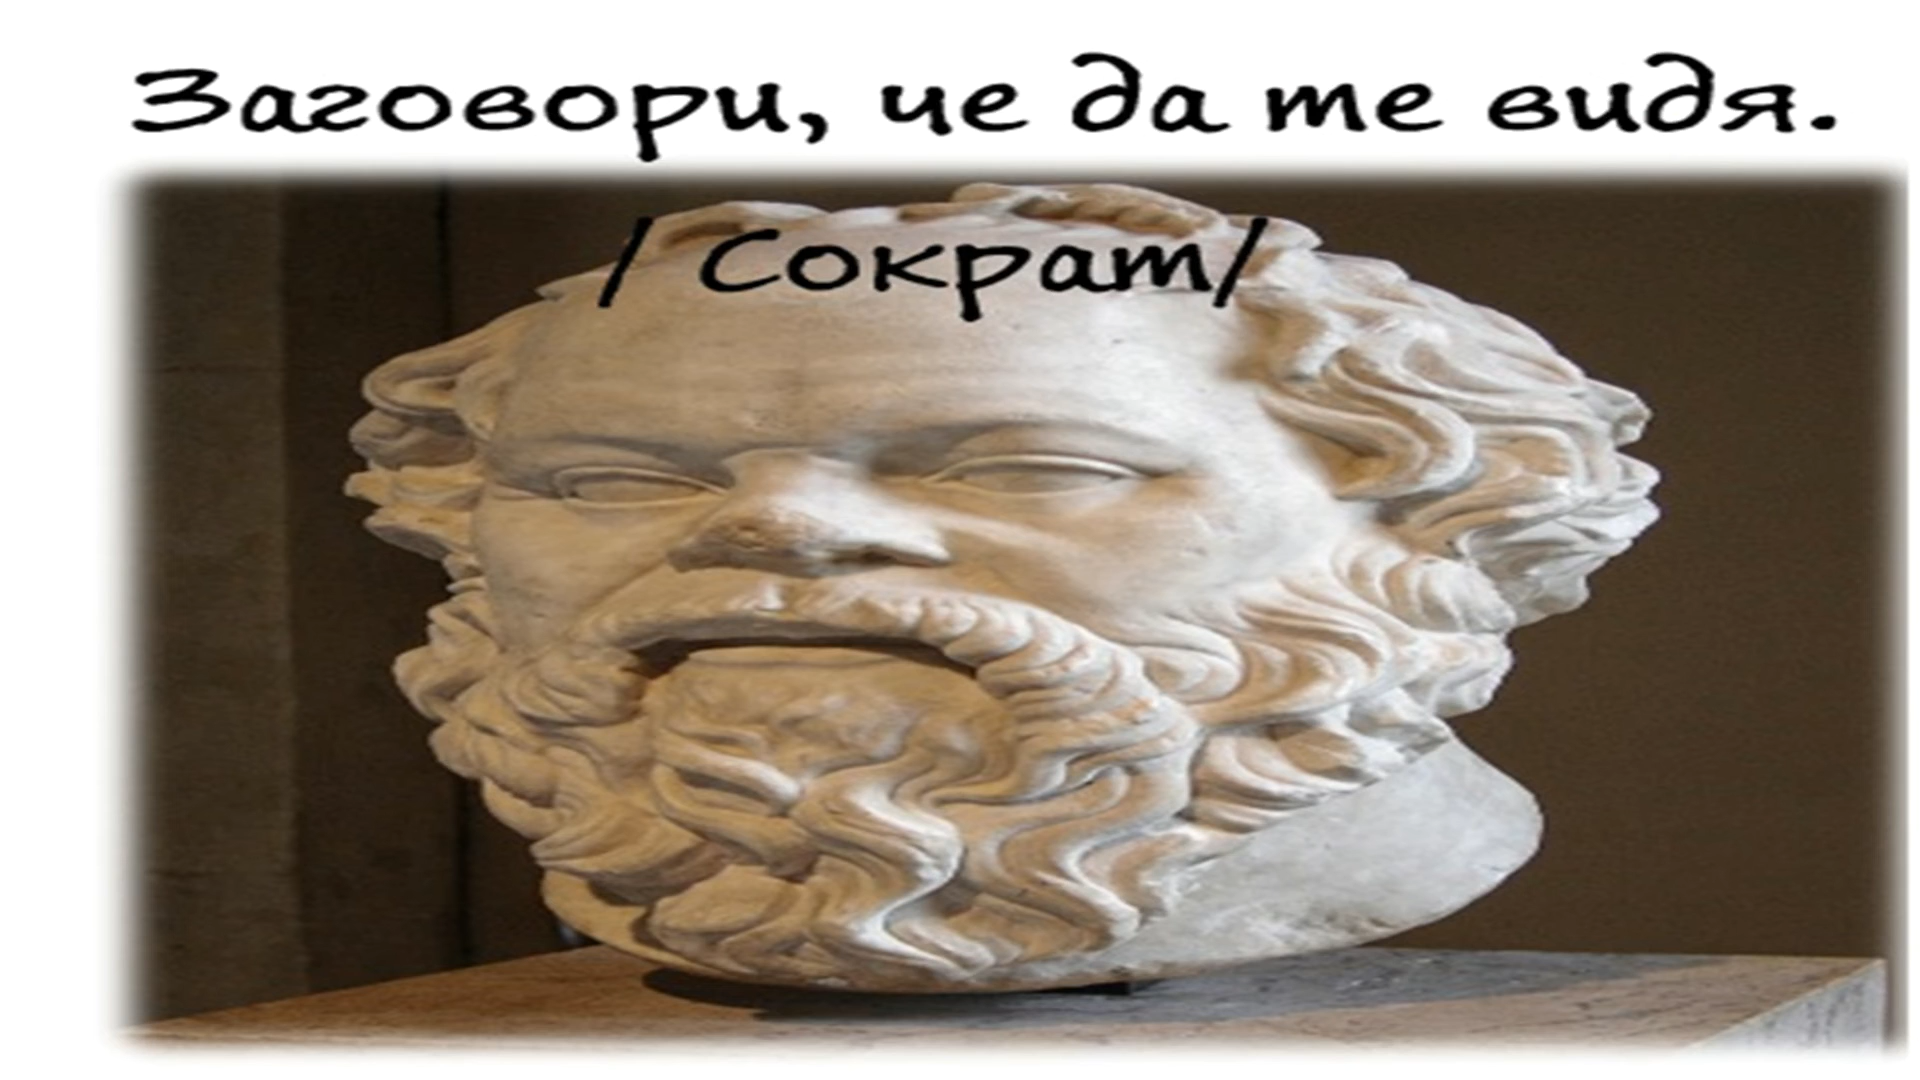 Заговори, че да те видя.
/ Сократ/